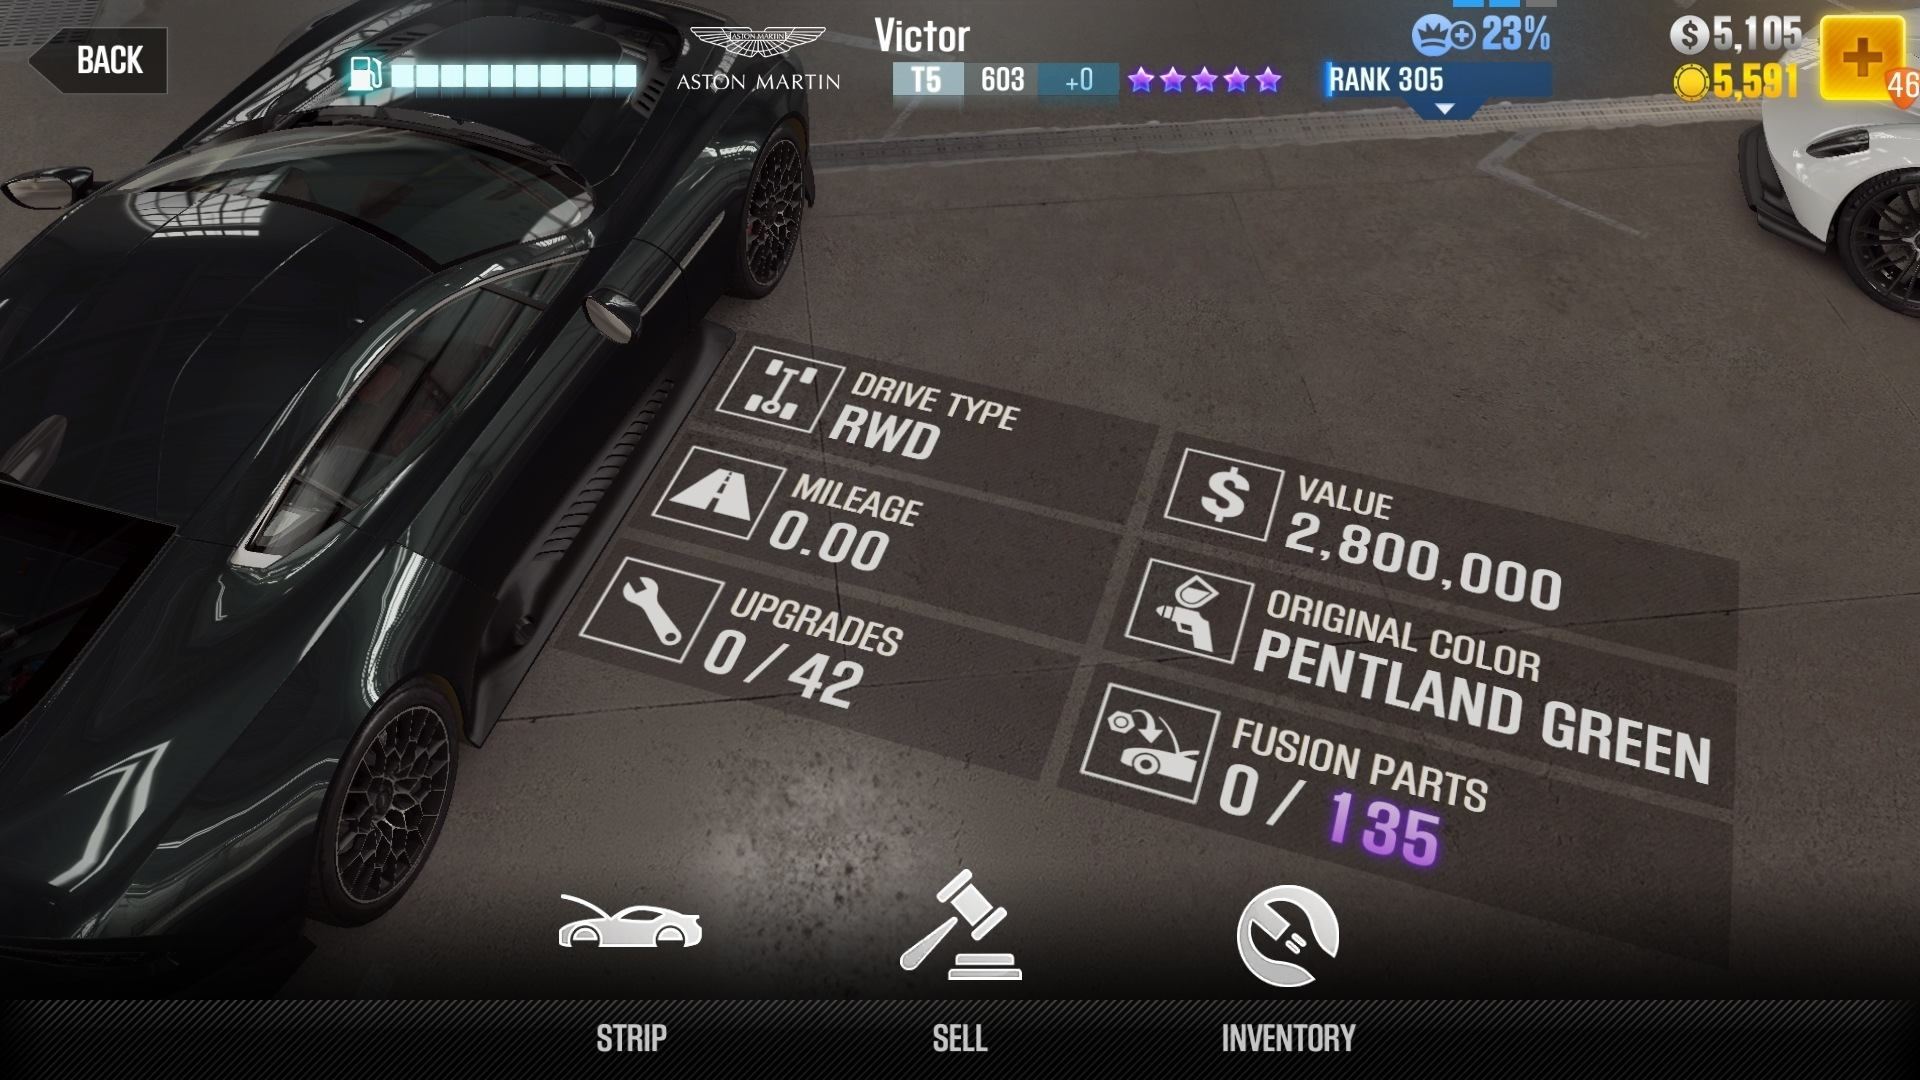 BACK
ASTON MARTIN
ASTON MARTIN
Victor
T5 603 +0
23%
RANK 305
5,105
5,591
46
DRIVE TYPE
RWD
MILEAGE
0.00
UPGRADES
0/42
VALUE
2,800,000
ORIGINAL COLOR
PENTLAND GREEN
FUSION PARTS
0/ 135
STRIP
SELL
INVENTORY